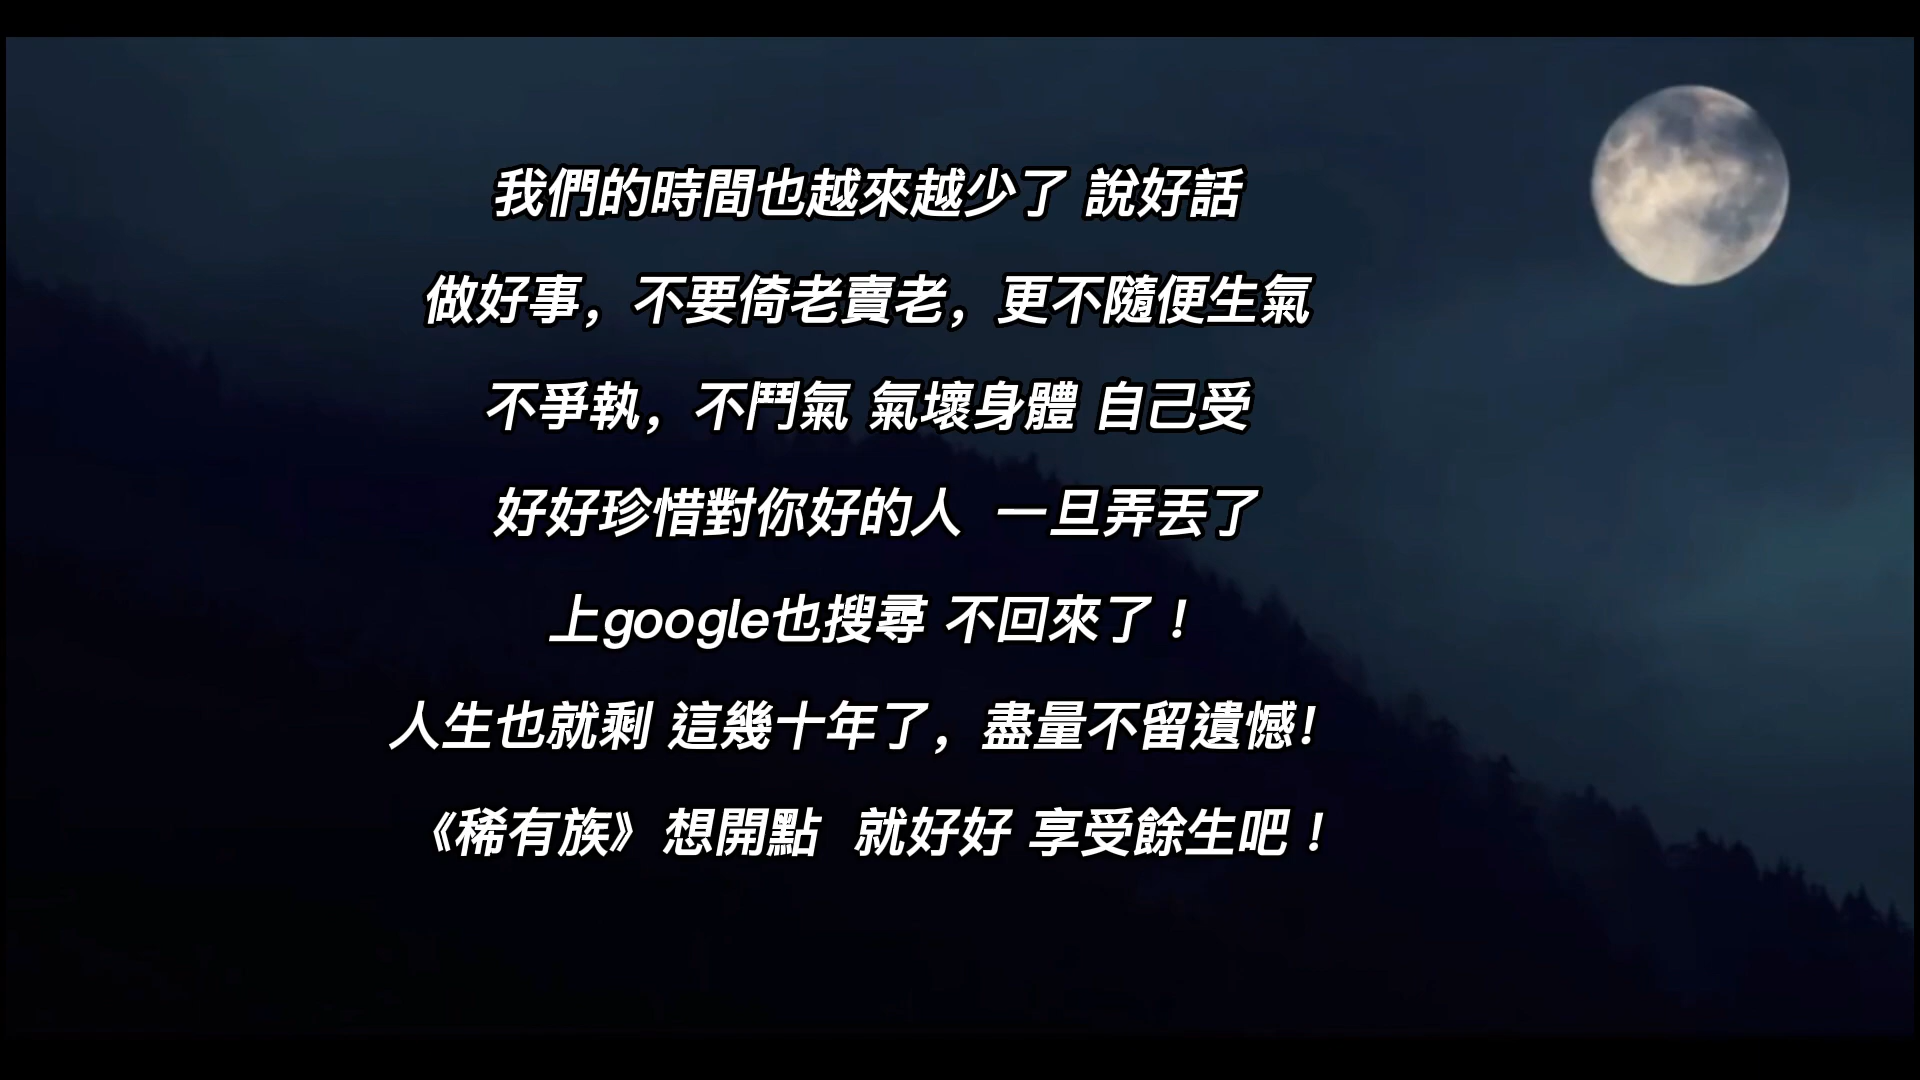 我們的時間也越來越少了 說好話
做好事，不要倚老賣老，更不隨便生氣
不爭執，不鬥氣 氣壞身體 自己受
好好珍惜對你好的人 一旦弄丟了
上google也搜尋 不回來了！
人生也就剩 這幾十年了，盡量不留遺憾!
《稀有族》想開點 就好好 享受餘生吧！